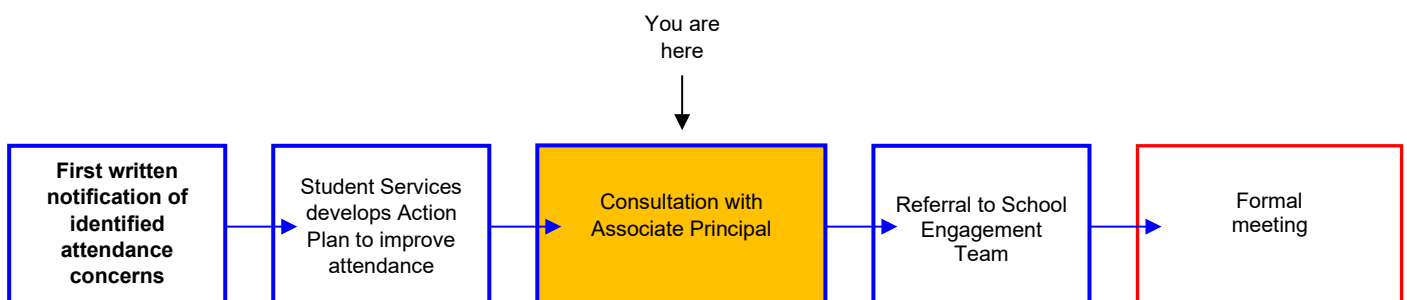 You are
here
First written
notification of
identified
attendance
concerns
Student Services
develops Action
Plan to improve
attendance
Consultation with
Associate Principal
Referral to School
Engagement
Team
Formal
meeting